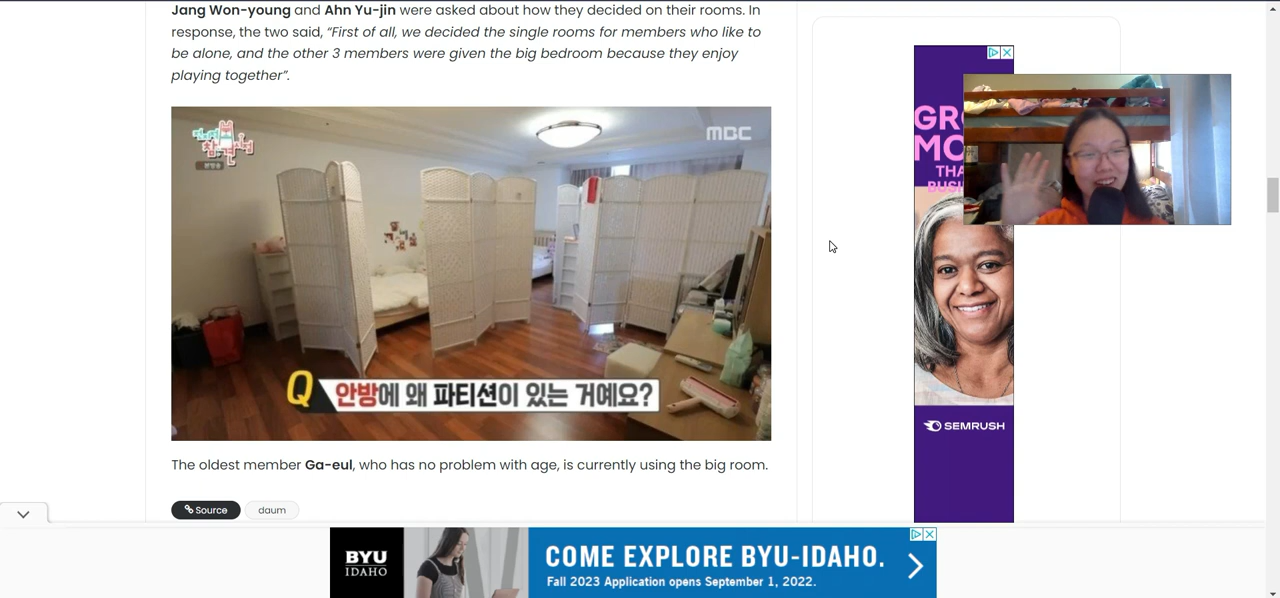 Jang Won-young and Ahn Yu-jin were asked about how they decided on their rooms. In
response, the two said, “First of all, we decided the single rooms for members who like to
be alone, and the other 3 members were given the big bedroom because they enjoy
playing together”.
MBC
Q 안방에 왜 파티션이 있는 거예요?
The oldest member Ga-eul, who has no problem with age, is currently using the big room.
Source
daum
GR
MO
THA
BUSI
SEMRUSH
BYU
IDAHO
COME EXPLORE BYU-IDAHO.
Fall 2023 Application opens September 1, 2022.